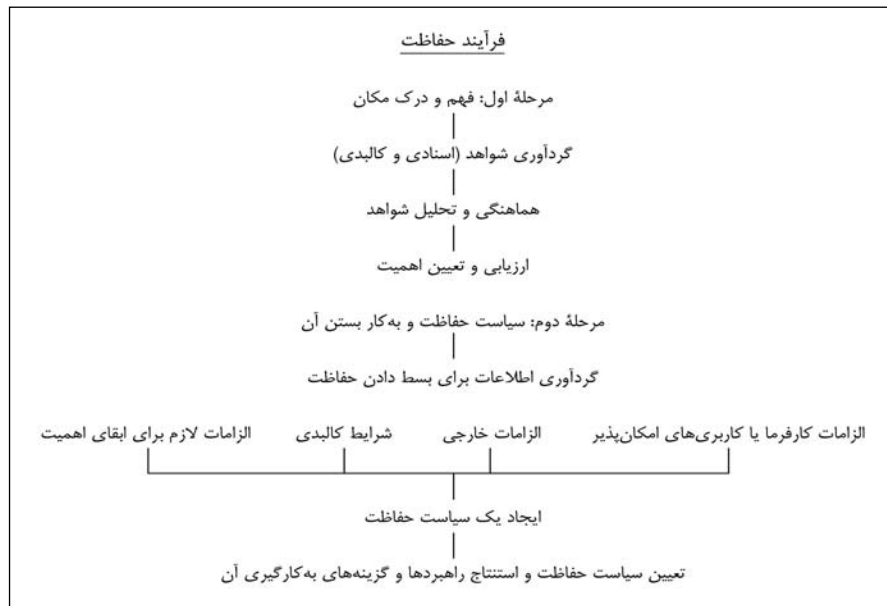 فرآیند حفاظت
مرحلهٔ اول: فهم و درک مکان
گردآوری شواهد (اسنادی و کالبدی)
هماهنگی و تحلیل شواهد
ارزیابی و تعیین اهمیت
مرحلهٔ دوم: سیاست حفاظت و به‌کار بستن آن
گردآوری اطلاعات برای بسط دادن حفاظت
الزامات کارفرما یا کاربری‌های امکان‌پذیر الزامات خارجی شرایط کالبدی الزامات لازم برای ابقای اهمیت
ایجاد یک سیاست حفاظت
تعیین سیاست حفاظت و استنتاج راهبردها و گزینه‌های به‌کارگیری آن